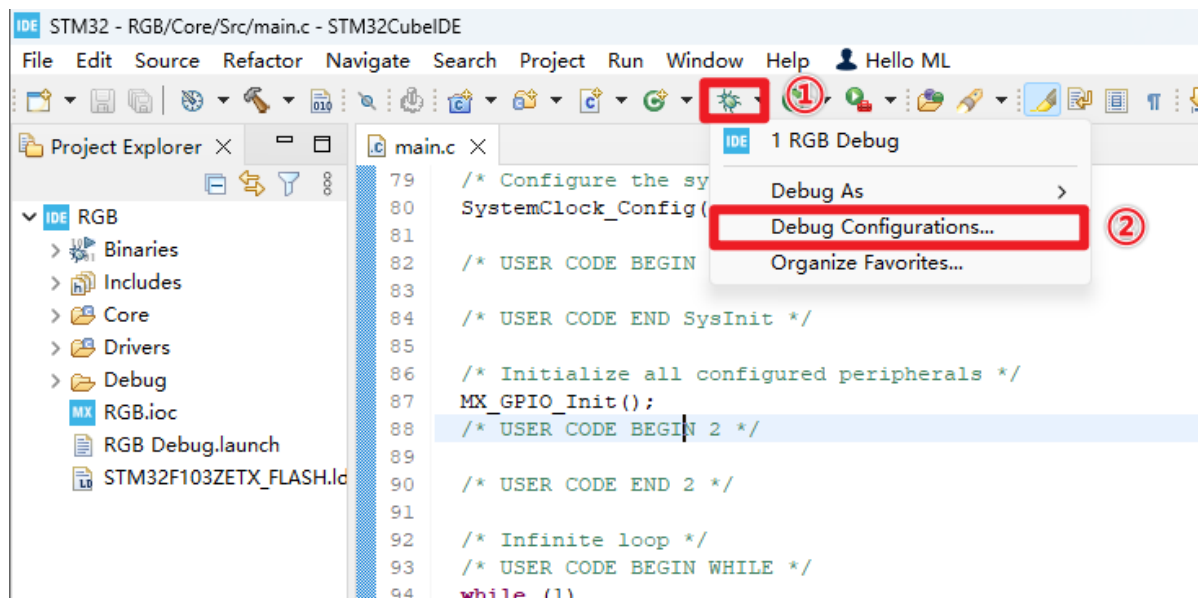 IDE STM32 - RGB/Core/Src/main.c - STM32CubeIDE
File Edit Source Refactor Navigate Search Project Run Window Help Hello ML
①
Project Explorer
main.c
IDE 1 RGB Debug
Debug As
Debug Configurations...
②
Organize Favorites...
IDE RGB
Binaries
Includes
Core
Drivers
Debug
MX RGB.ioc
RGB Debug.launch
STM32F103ZETX_FLASH.ld
79 /* Configure the sy
80 SystemClock_Config(
81
82 /* USER CODE BEGIN
83
84 /* USER CODE END SysInit */
85
86 /* Initialize all configured peripherals */
87 MX_GPIO_Init();
88 /* USER CODE BEGIN 2 */
89
90 /* USER CODE END 2 */
91
92 /* Infinite loop */
93 /* USER CODE BEGIN WHILE */
94 while (1)